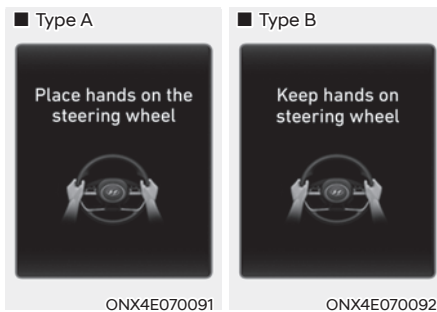 ■ Type A
Place hands on the
steering wheel
ONX4E070091
■ Type B
Keep hands on
steering wheel
ONX4E070092